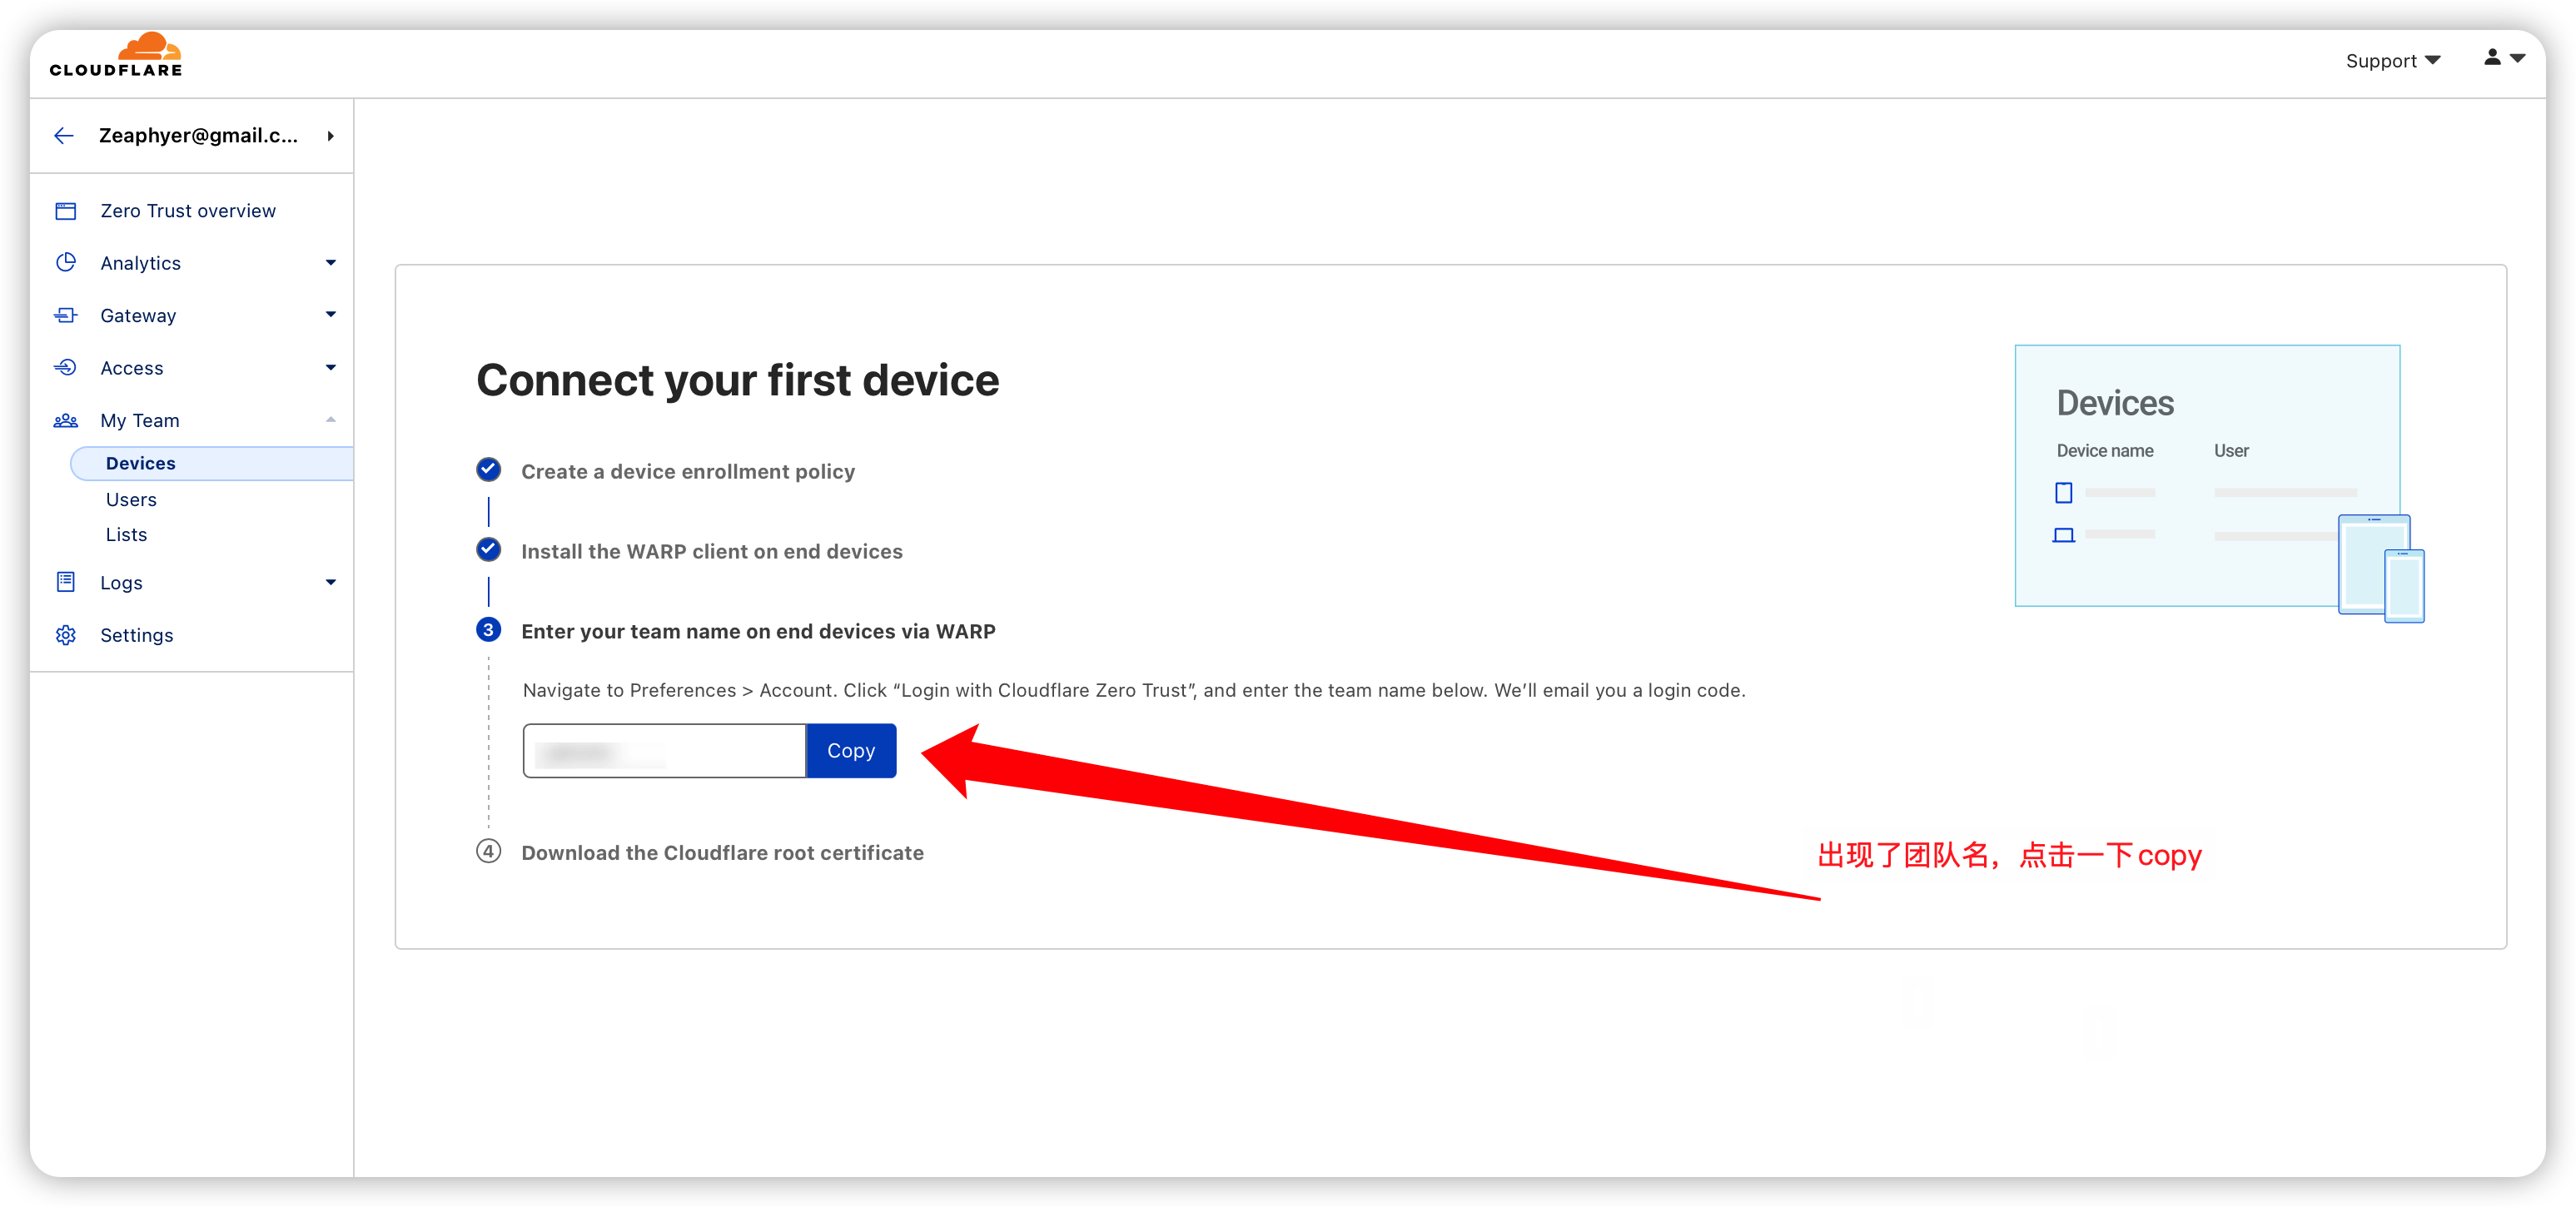 CLOUDFLARE
Support
Zeaphyer@gmail.c...
Zero Trust overview
Analytics
Gateway
Access
My Team
Devices
Users
Lists
Logs
Settings
Connect your first device
Create a device enrollment policy
Install the WARP client on end devices
3 Enter your team name on end devices via WARP
Navigate to Preferences > Account. Click “Login with Cloudflare Zero Trust”, and enter the team name below. We’ll email you a login code.
Copy
4 Download the Cloudflare root certificate
Devices
Device name User
出现了团队名，点击一下copy